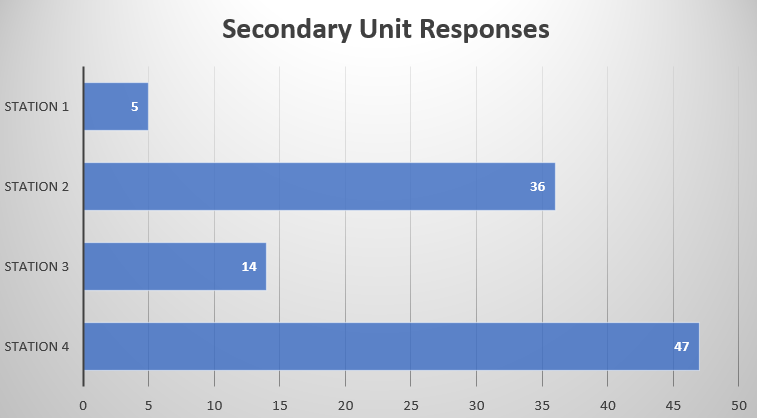 Secondary Unit Responses
STATION 1
5
STATION 2
36
STATION 3
14
STATION 4
47
0 5 10 15 20 25 30 35 40 45 50